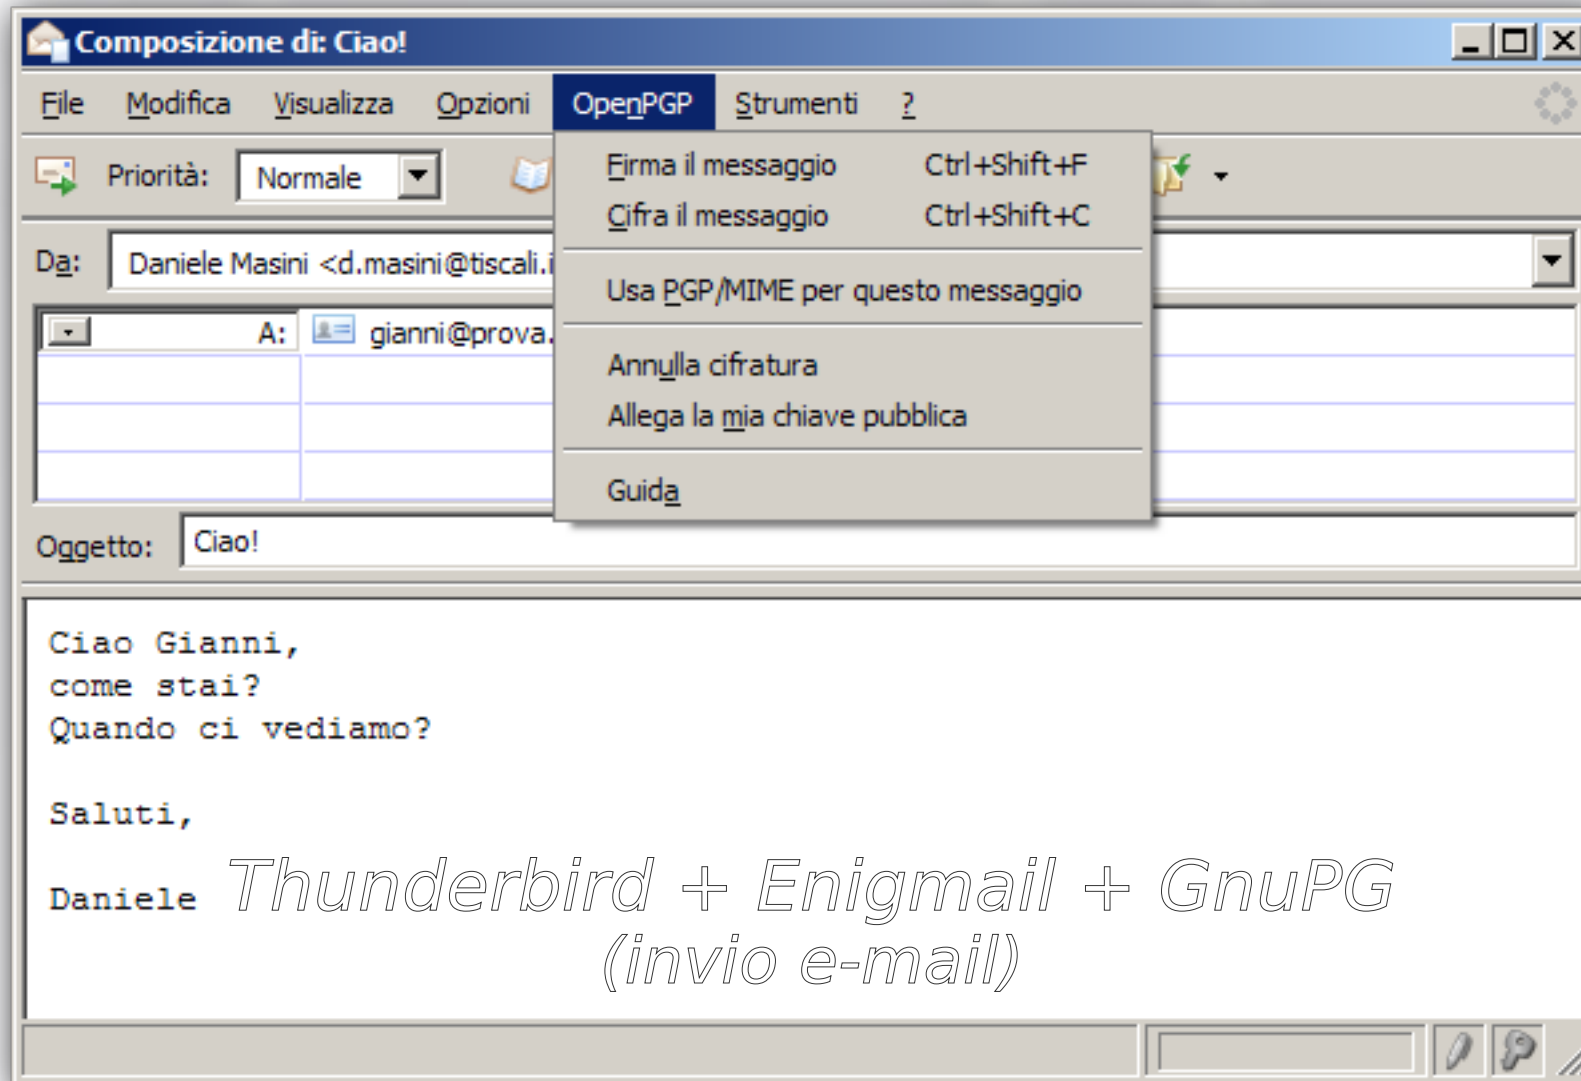 Composizione di: Ciao!
File Modifica Visualizza Opzioni OpenPGP Strumenti ?
Priorità: Normale
Firma il messaggio Ctrl+Shift+F
Cifra il messaggio Ctrl+Shift+C
Usa PGP/MIME per questo messaggio
Annulla cifratura
Allega la mia chiave pubblica
Guida
Da: Daniele Masini <d.masini@tiscali.i
A: gianni@prova.
Oggetto: Ciao!
Ciao Gianni,
come stai?
Quando ci vediamo?
Saluti,
Daniele
Thunderbird + Enigmail + GnuPG
(invio e-mail)